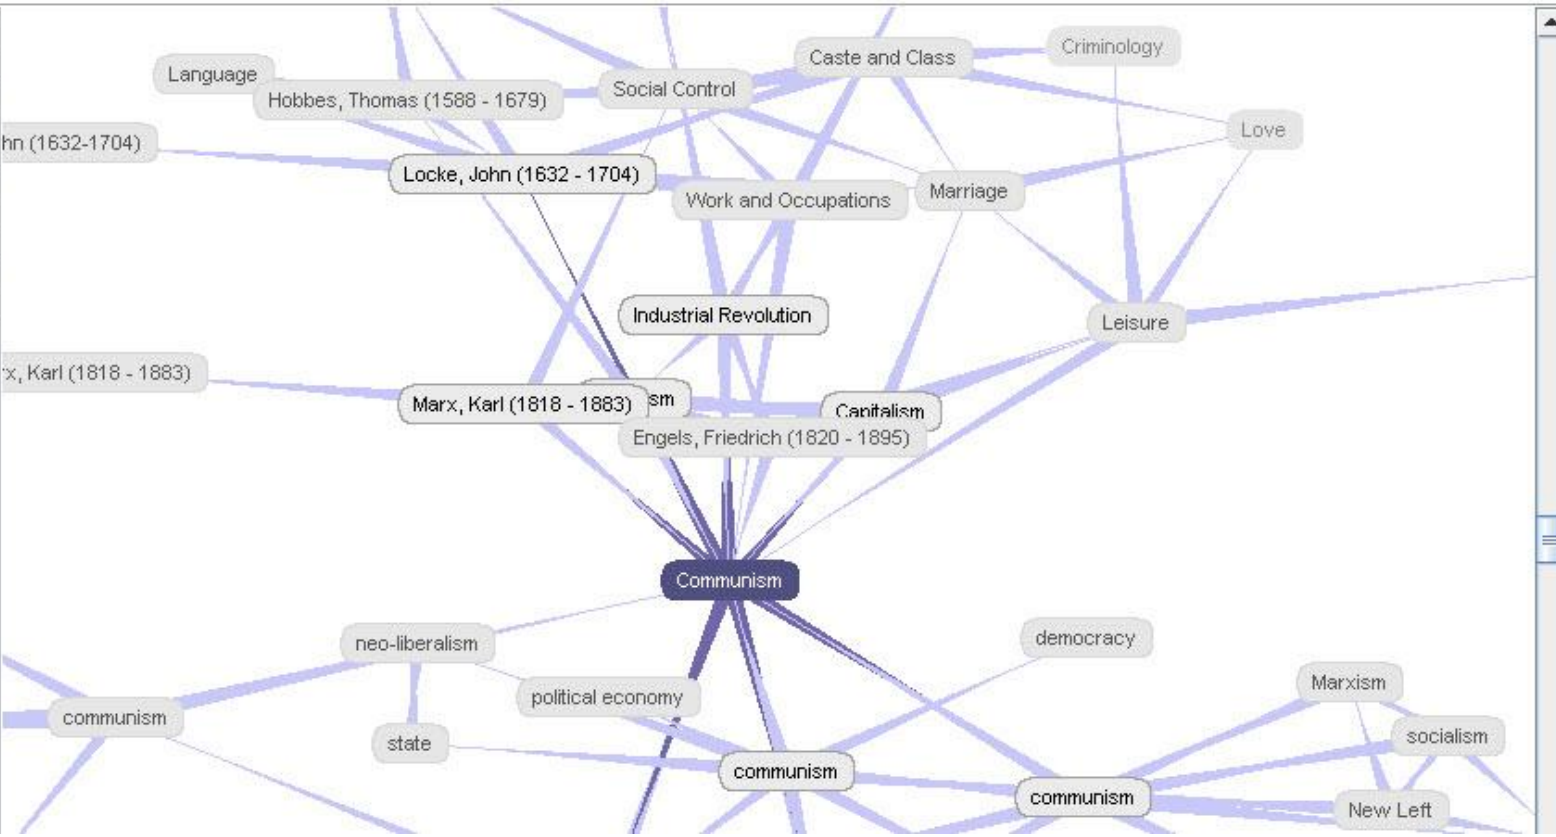 Criminology
Caste and Class
Language
Social Control
Hobbes, Thomas (1588 - 1679)
Love
hn (1632-1704)
Locke, John (1632 - 1704)
Marriage
Work and Occupations
Industrial Revolution
Leisure
x, Karl (1818 - 1883)
Marx, Karl (1818 - 1883)
sm
Capitalism
Engels, Friedrich (1820 - 1895)
Communism
democracy
neo-liberalism
Marxism
political economy
communism
socialism
state
communism
communism
New Left